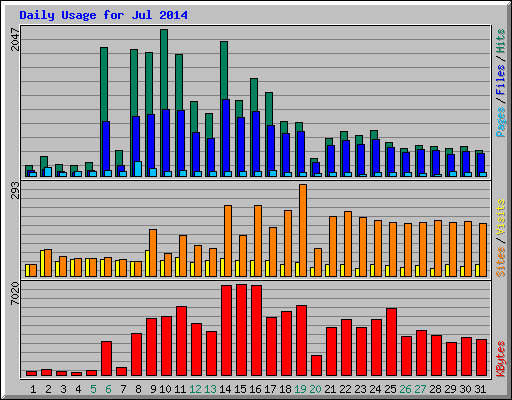 Daily Usage for Jul 2014
2047
Pages / Files / Hits
293
Sites / Visits
7020
KBytes
1 2 3 4 5 6 7 8 9 10 11 12 13 14 15 16 17 18 19 20 21 22 23 24 25 26 27 28 29 30 31